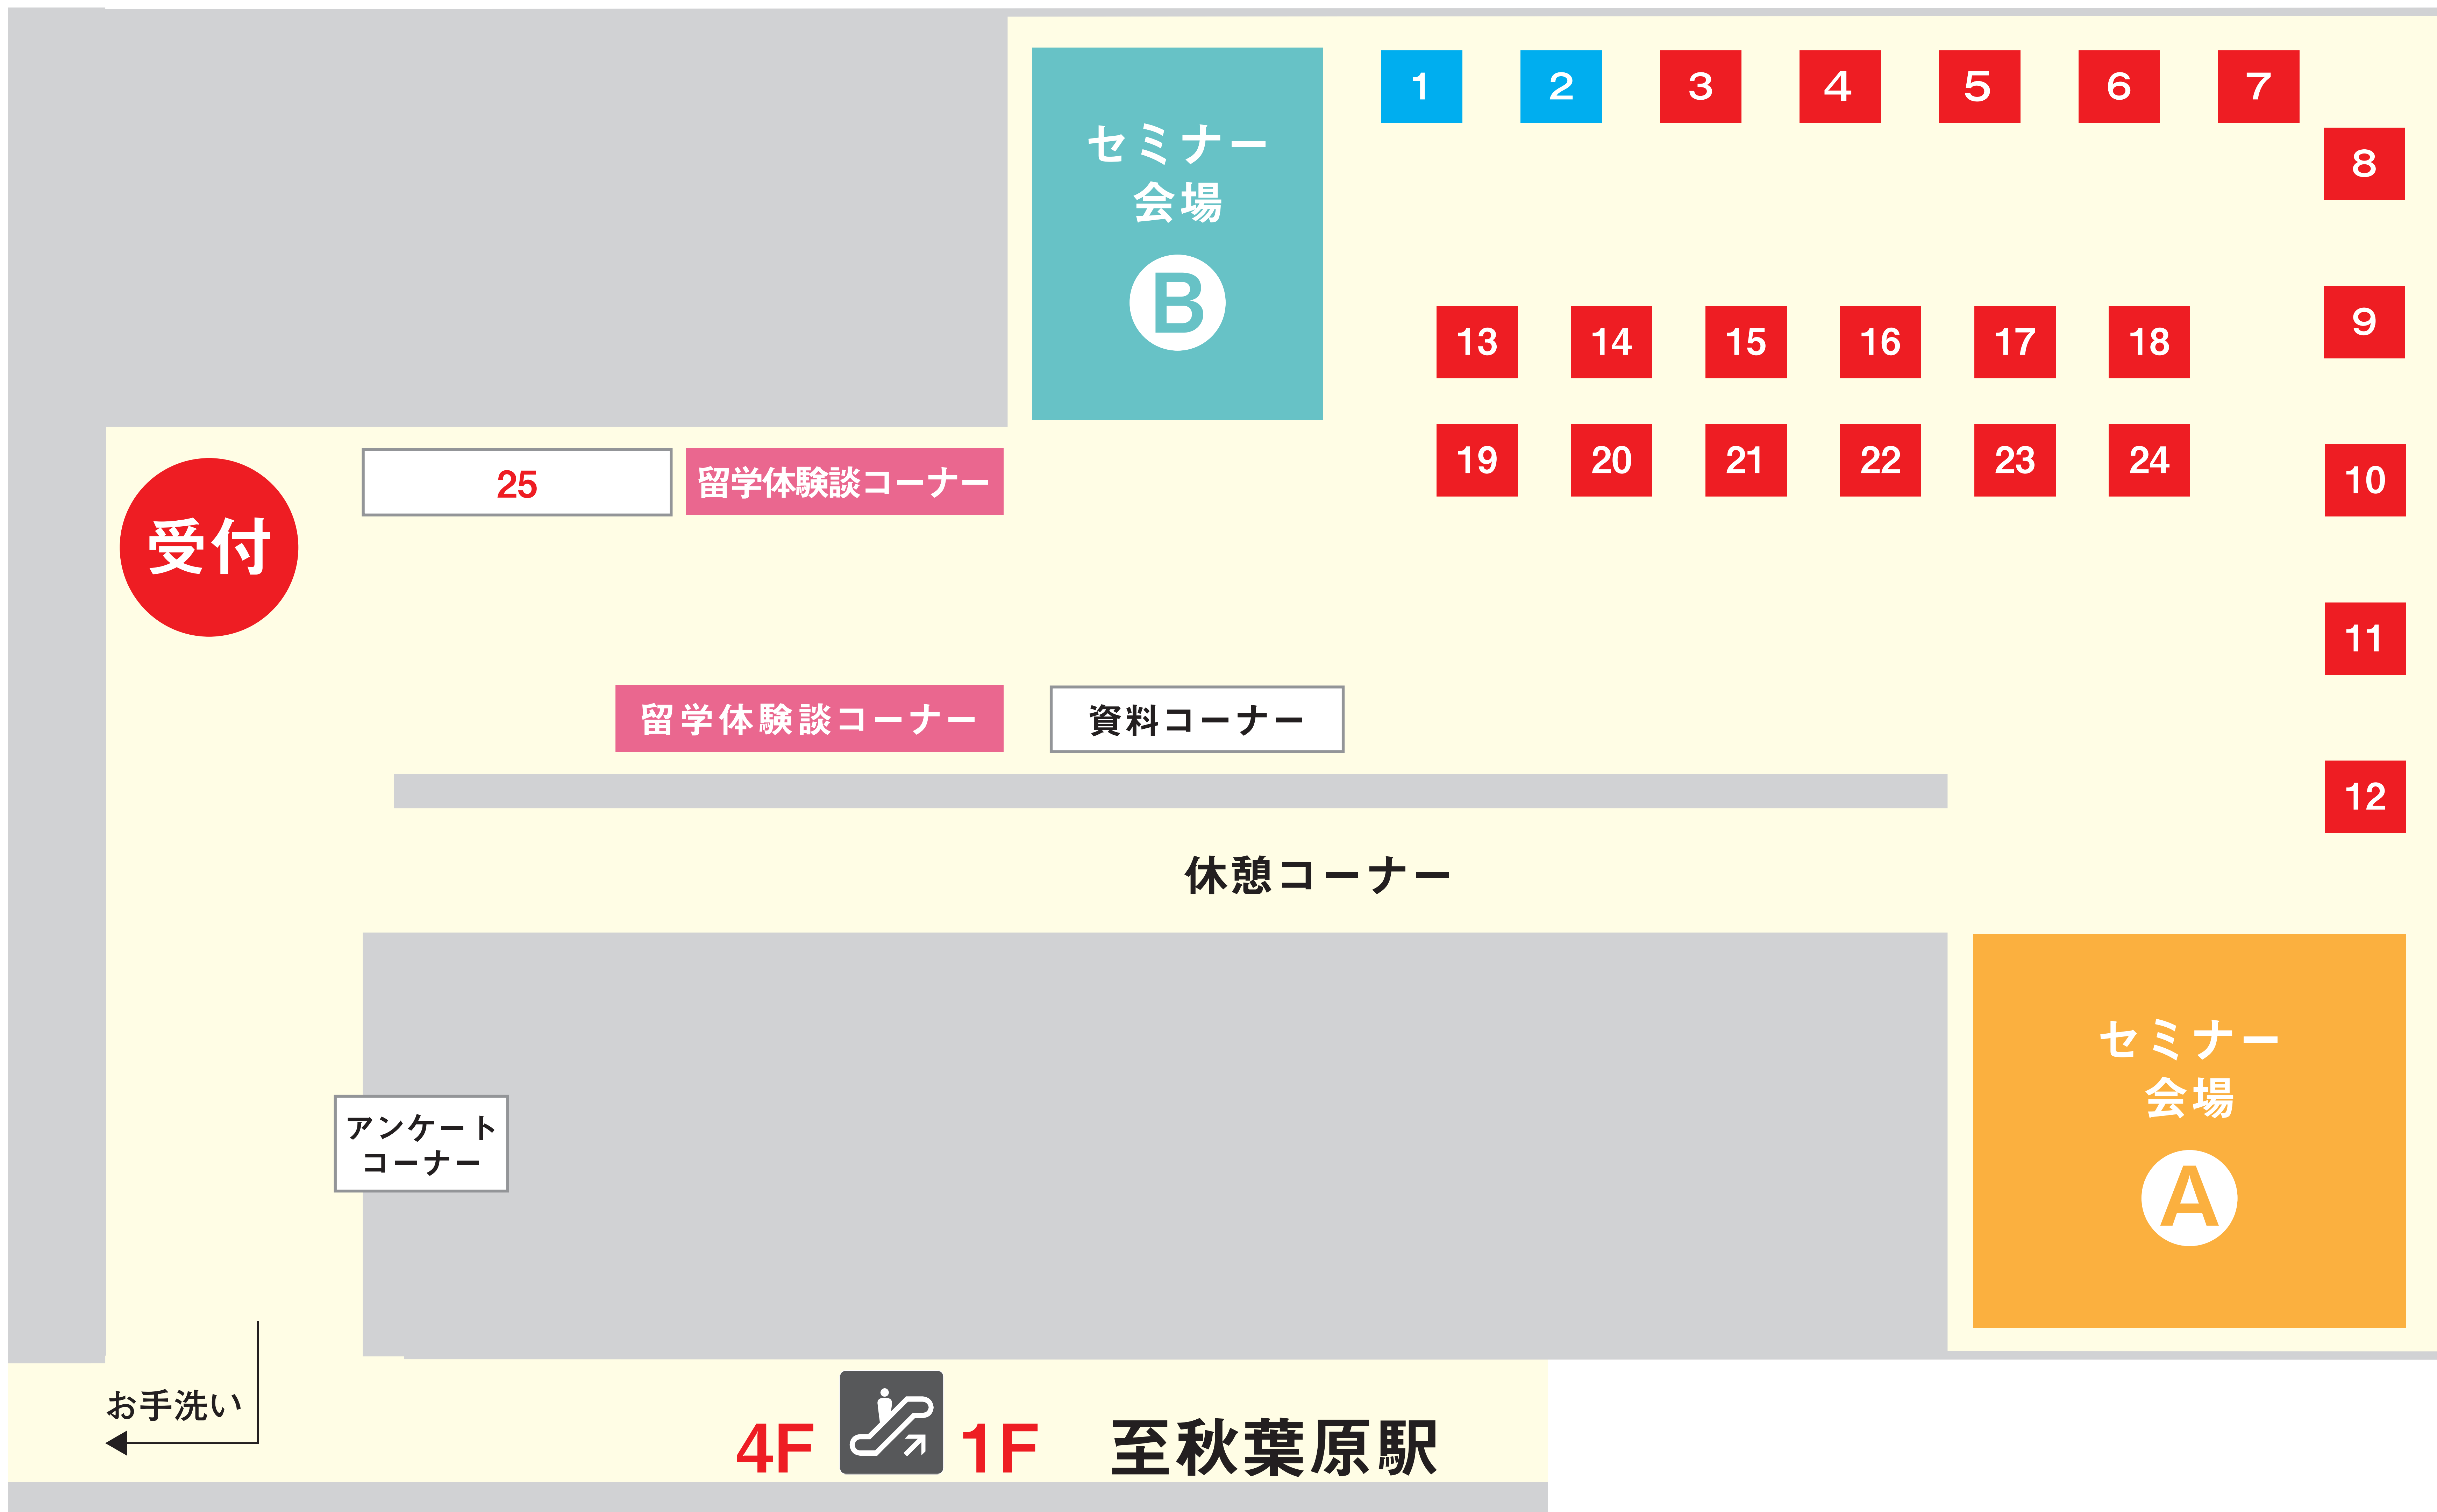 1 2 3 4 5 6 7
8
セミナー
会場
B
9
13 14 15 16 17 18
19 20 21 22 23 24
10
25
留学体験談コーナー
受付
11
留学体験談コーナー
資料コーナー
12
休憩コーナー
セミナー
会場
A
アンケート
コーナー
お手洗い
4F 1F 至秋葉原駅